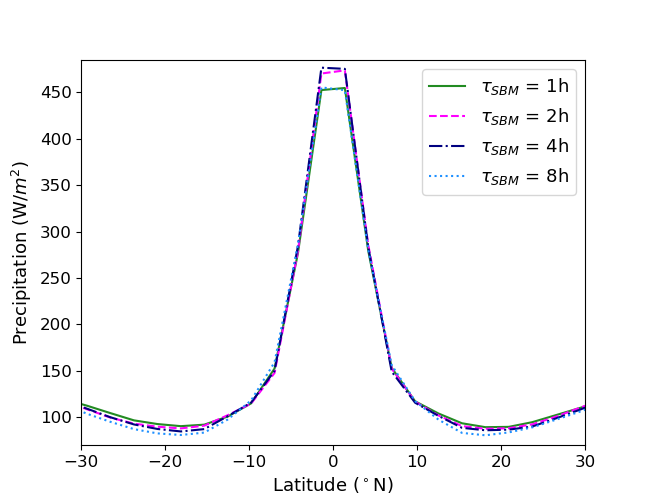 Precipitation (W/m²)
450
400
350
300
250
200
150
100
τSBM = 1h
τSBM = 2h
τSBM = 4h
τSBM = 8h
−30
−20
−10
0
10
20
30
Latitude (°N)